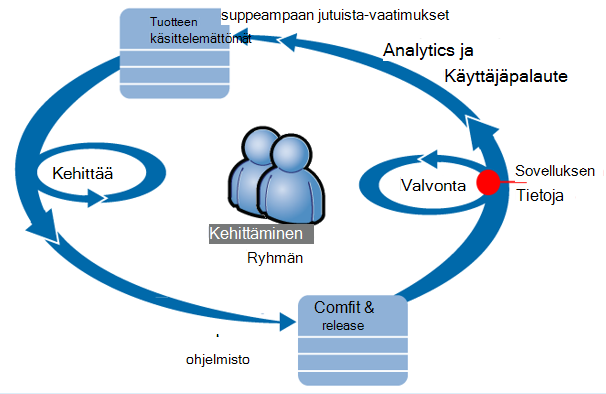 suppeampaan jutuista-vaatimukset
Tuotteen
käsittelemättömät
Analytics ja
Käyttäjäpalaute
Kehittää
Valvonta
Sovelluksen
Tietoja
Kehittäminen
Ryhmän
Comfit &
release
ohjelmisto